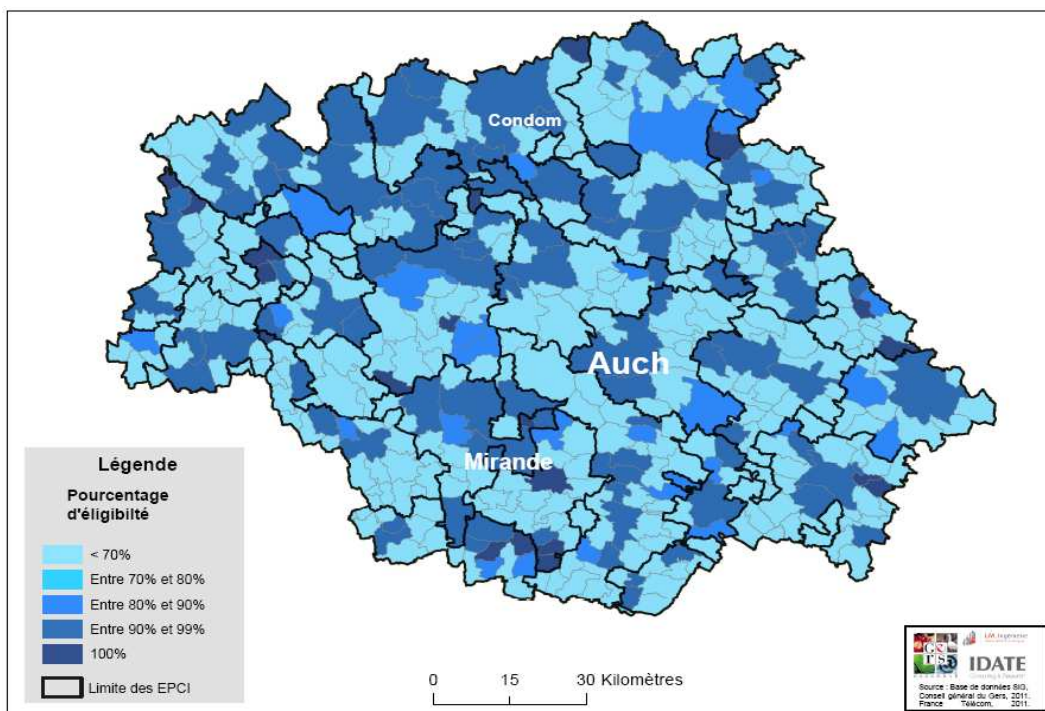 Condom
Auch
Mirande
Légende
Pourcentage
d'éligibilté
< 70%
Entre 70% et 80%
Entre 80% et 90%
Entre 90% et 99%
100%
Limite des EPCI
0 15 30 Kilomètres
IDATE
Source : Base de données SIG,
Conseil général du Gers, 2011.
France Télécom, 2011.